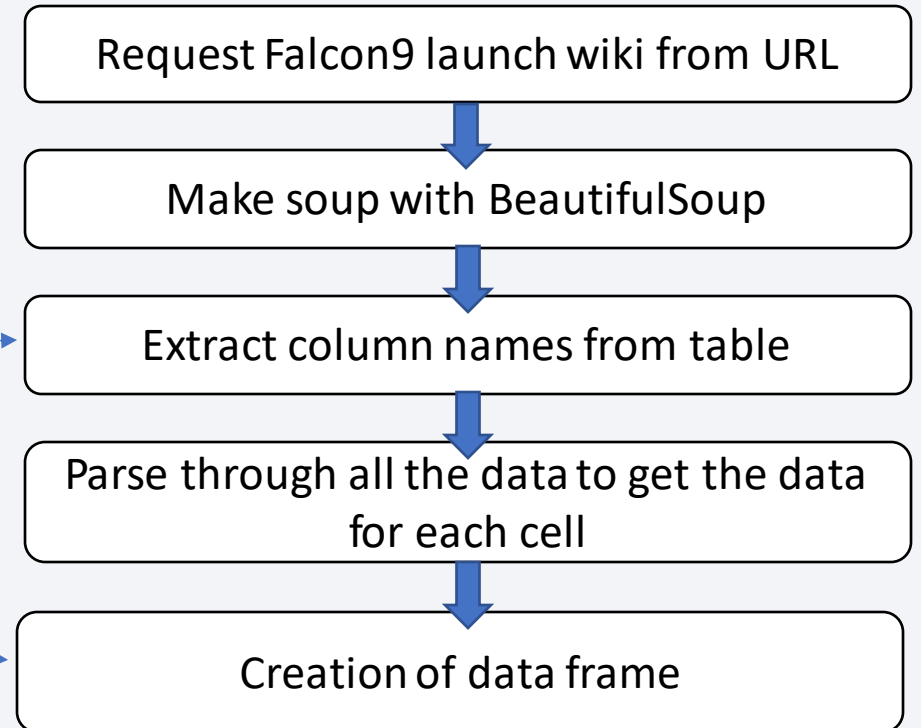 Request Falcon9 launch wiki from URL
Make soup with BeautifulSoup
Extract column names from table
Parse through all the data to get the data
for each cell
Creation of data frame